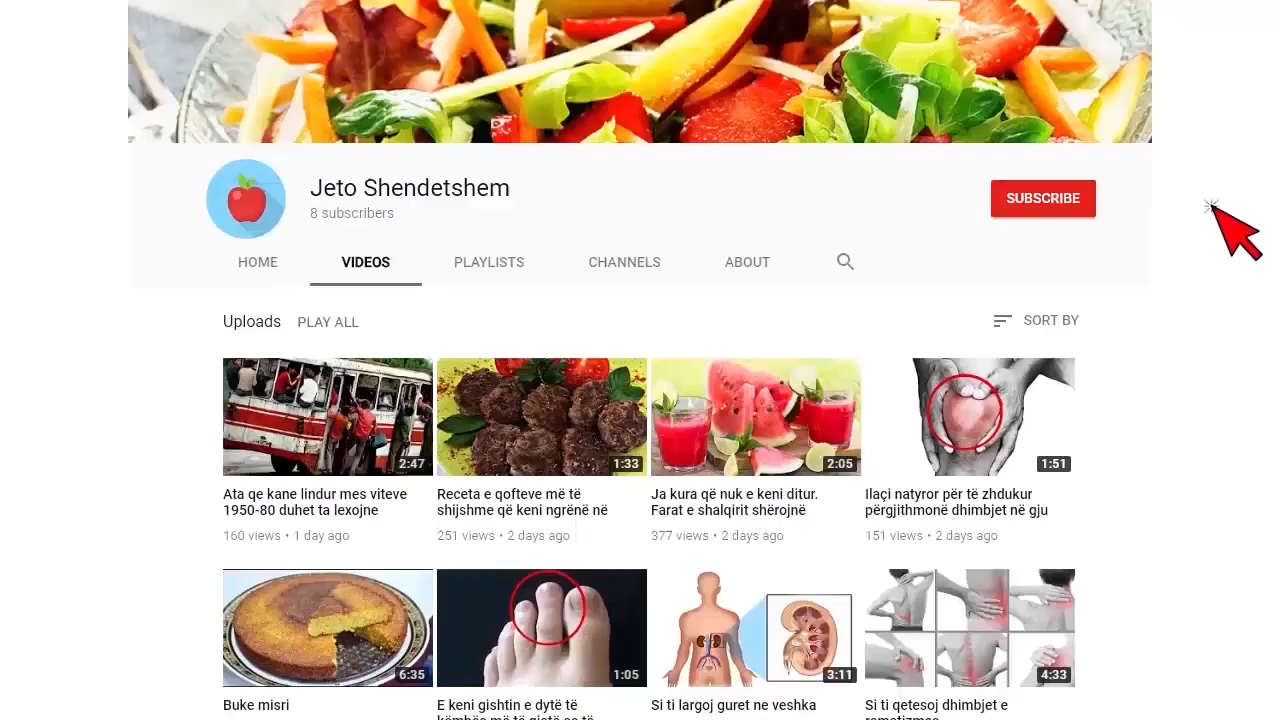 Jeto Shendetshem
8 subscribers
SUBSCRIBE
HOME VIDEOS PLAYLISTS CHANNELS ABOUT
Uploads PLAY ALL SORT BY
2:47 1:33 2:05 1:51
Ata qe kane lindur mes viteve
1950-80 duhet ta lexojne
160 views • 1 day ago
Receta e qofteve më të
shijshme që keni ngrënë në
251 views • 2 days ago
Ja kura që nuk e keni ditur.
Farat e shalqirit shërojnë
377 views • 2 days ago
Ilaçi natyror për të zhdukur
përgjithmonë dhimbjet në gju
151 views • 2 days ago
6:35 1:05 3:11 4:33
Buke misri
E keni gishtin e dytë të
Si ti largoj guret ne veshka
Si ti qetesoj dhimbjet e